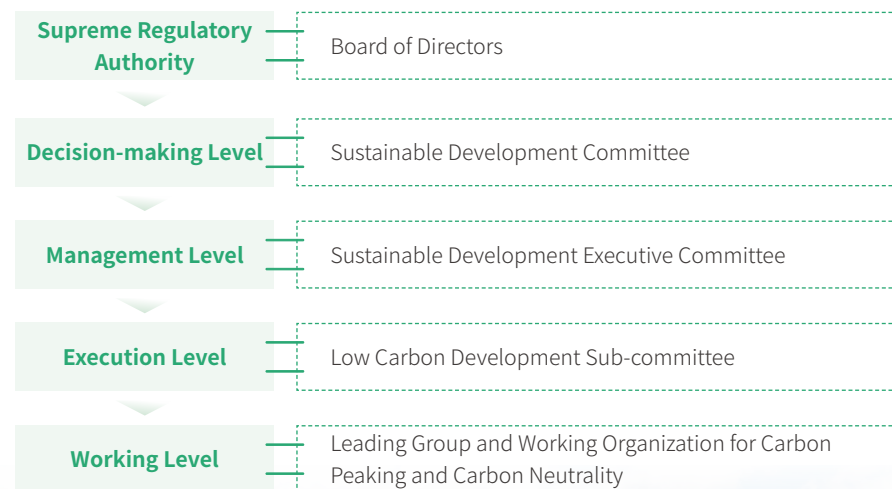 Supreme Regulatory
Authority
Board of Directors
Decision-making Level
Sustainable Development Committee
Management Level
Sustainable Development Executive Committee
Execution Level
Low Carbon Development Sub-committee
Working Level
Leading Group and Working Organization for Carbon
Peaking and Carbon Neutrality